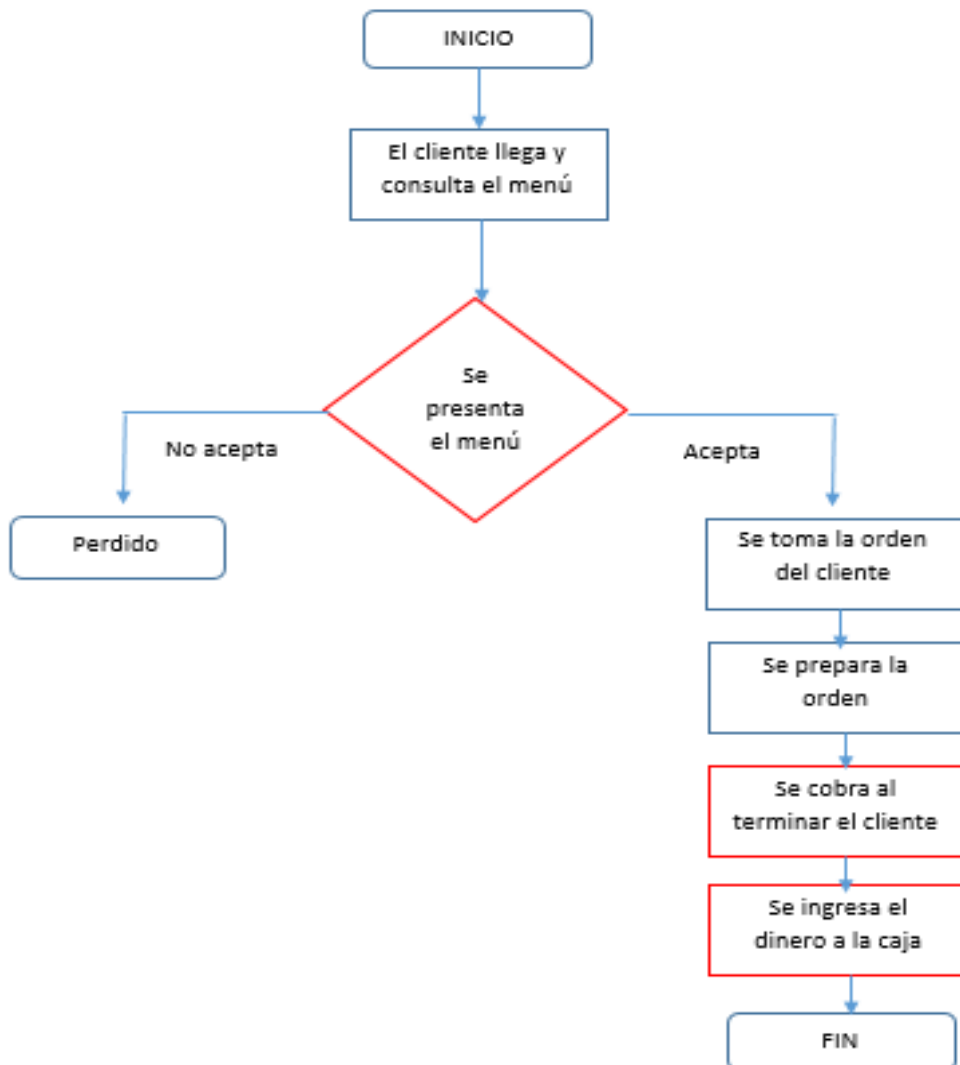 INICIO
El cliente llega y
consulta el menú
Se
presenta
el menú
No acepta
Acepta
Perdido
Se toma la orden
del cliente
Se prepara la
orden
Se cobra al
terminar el cliente
Se ingresa el
dinero a la caja
FIN